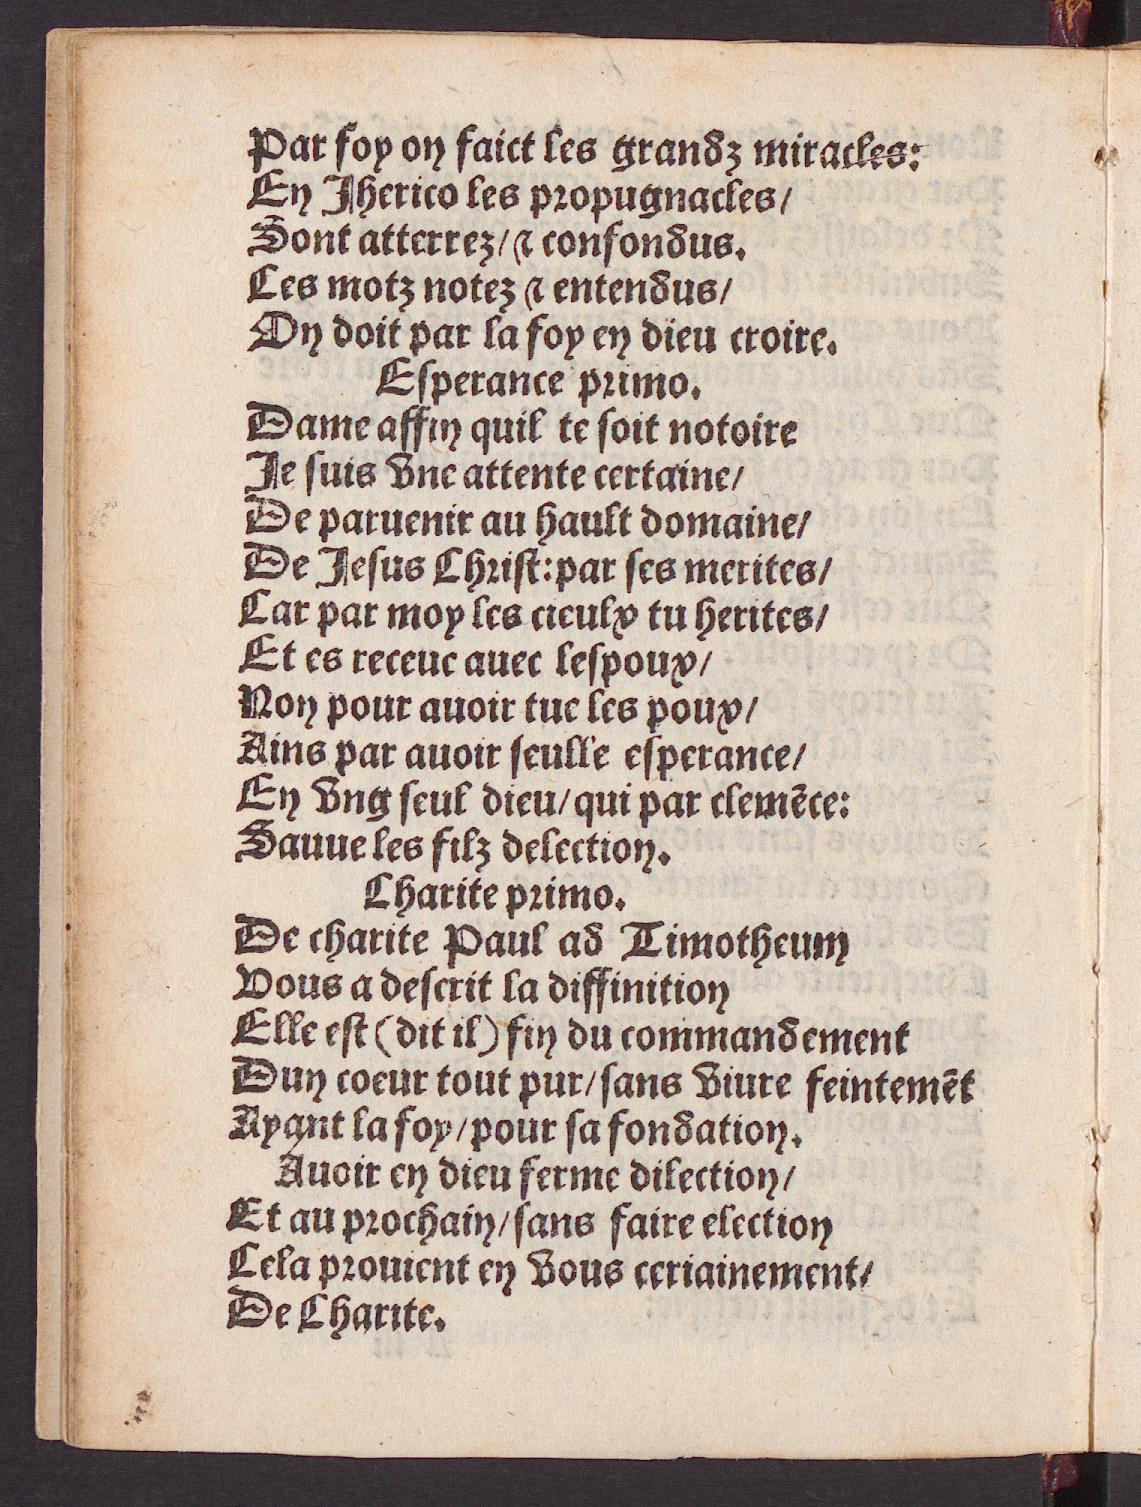 Par foy on faict les grandz miracles:
En Jherico les propugnacles/
Sont atterrez/ ⁊ confondus.
Les motz notez ⁊ entendus/
On doit par la foy en dieu croire.
Esperance primo.
Dame affin quil te soit notoire
Je suis vne attente certaine/
De paruenir au hault domaine/
De Jesus Christ: par ses merites/
Car par moy les cieulx tu herites/
Et es receue auec lespoux/
Non pour auoir tue les poux/
Ains par auoir seulle esperance/
En vng seul dieu/ qui par clemẽce:
Sauue les filz delection.
Charite primo.
De charite Paul ad Timotheum
Vous a descrit la diffinition
Elle est (dit il) fin du commandement
Dun coeur tout pur/ sans viure feintemẽt
Ayant la foy/ pour sa fondation.
Auoir en dieu ferme dilection/
Et au prochain/ sans faire election
Cela prouient en vous ceriainement/
De Charite.